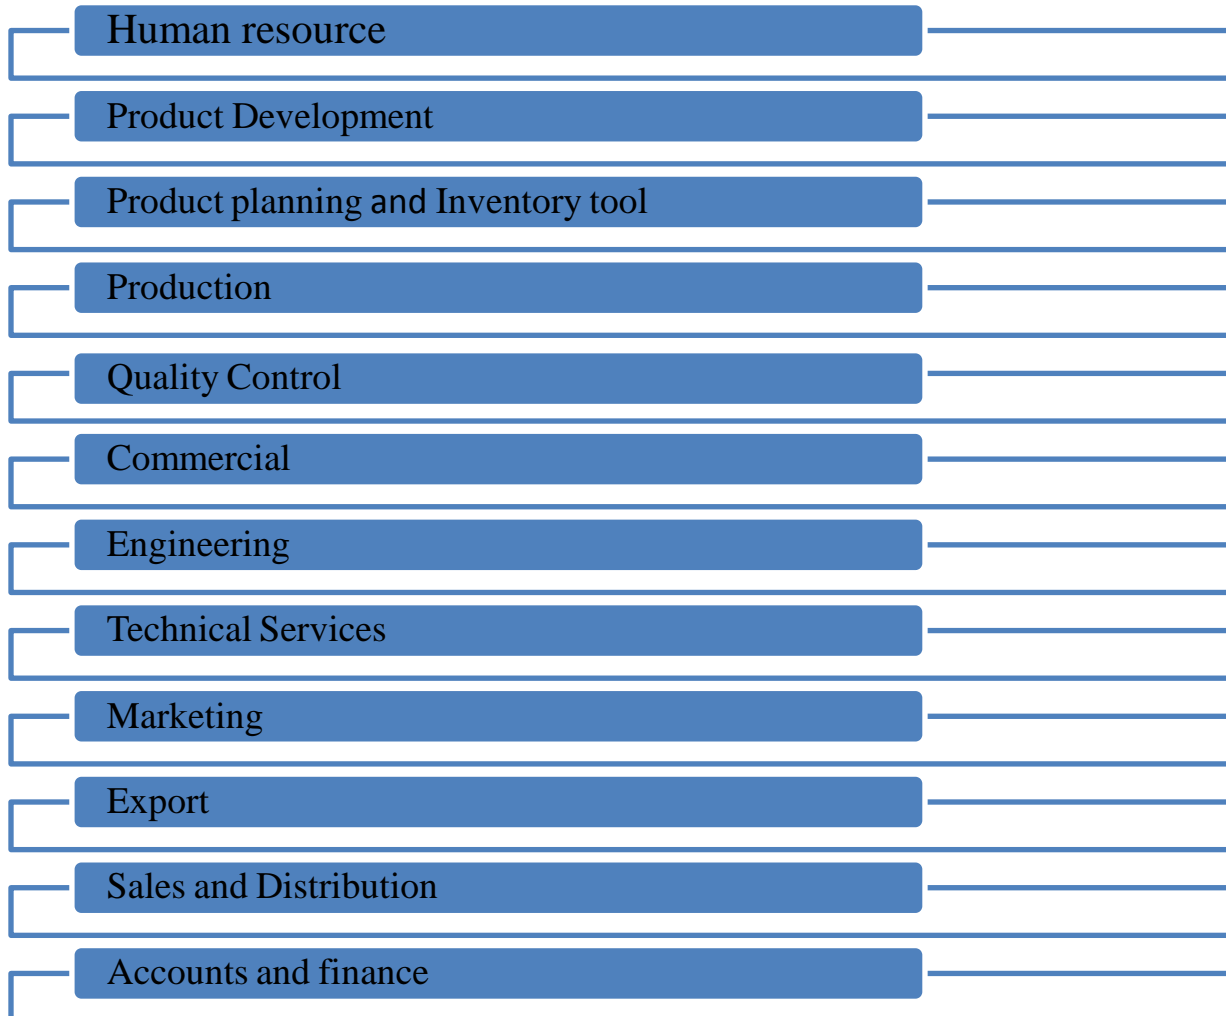 Human resource
Product Development
Product planning and Inventory tool
Production
Quality Control
Commercial
Engineering
Technical Services
Marketing
Export
Sales and Distribution
Accounts and finance